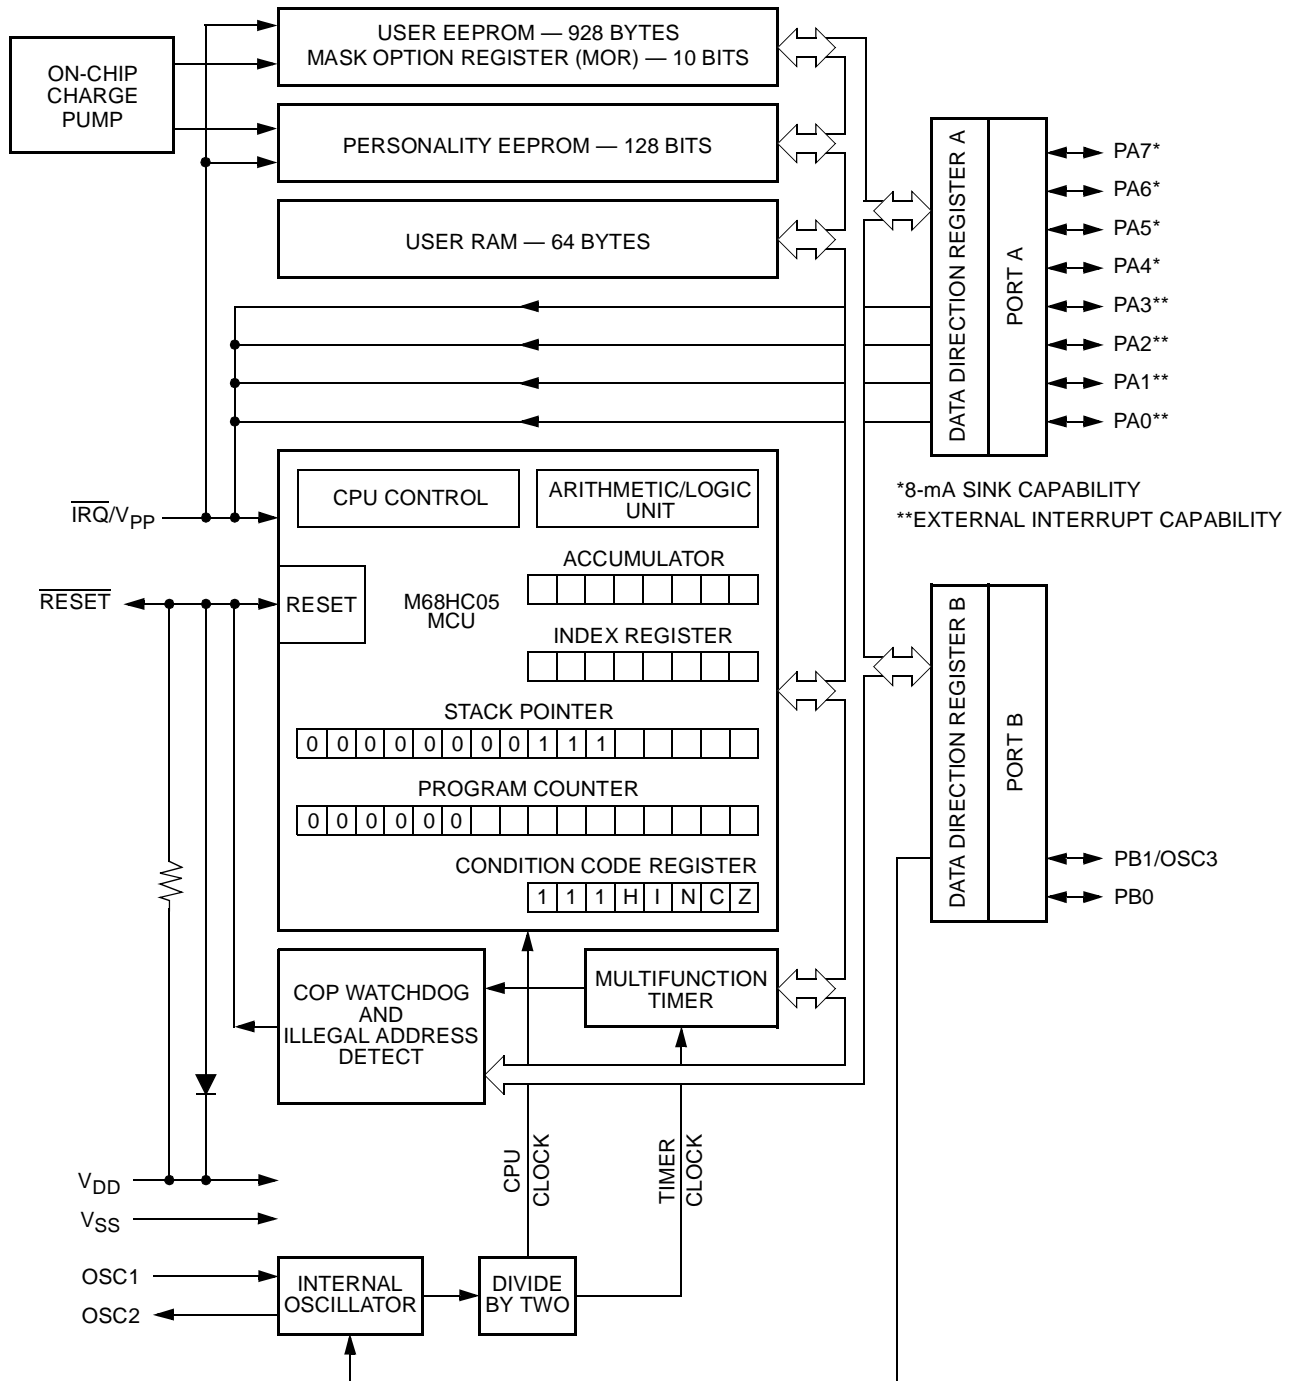 USER EEPROM — 928 BYTES
MASK OPTION REGISTER (MOR) — 10 BITS
ON-CHIP
CHARGE
PUMP
PERSONALITY EEPROM — 128 BITS
USER RAM — 64 BYTES
DATA DIRECTION REGISTER A
PORT A
PA7*
PA6*
PA5*
PA4*
PA3**
PA2**
PA1**
PA0**
*8-mA SINK CAPABILITY
**EXTERNAL INTERRUPT CAPABILITY
IRQ/VPP
CPU CONTROL
ARITHMETIC/LOGIC
UNIT
ACCUMULATOR
RESET
RESET
M68HC05
MCU
INDEX REGISTER
STACK POINTER
0 0 0 0 0 0 0 0 1 1 1
PROGRAM COUNTER
0 0 0 0 0 0
CONDITION CODE REGISTER
1 1 1 H I N C Z
DATA DIRECTION REGISTER B
PORT B
PB1/OSC3
PB0
COP WATCHDOG
AND
ILLEGAL ADDRESS
DETECT
MULTIFUNCTION
TIMER
CPU
CLOCK
TIMER
CLOCK
VDD
VSS
OSC1
OSC2
INTERNAL
OSCILLATOR
DIVIDE
BY TWO